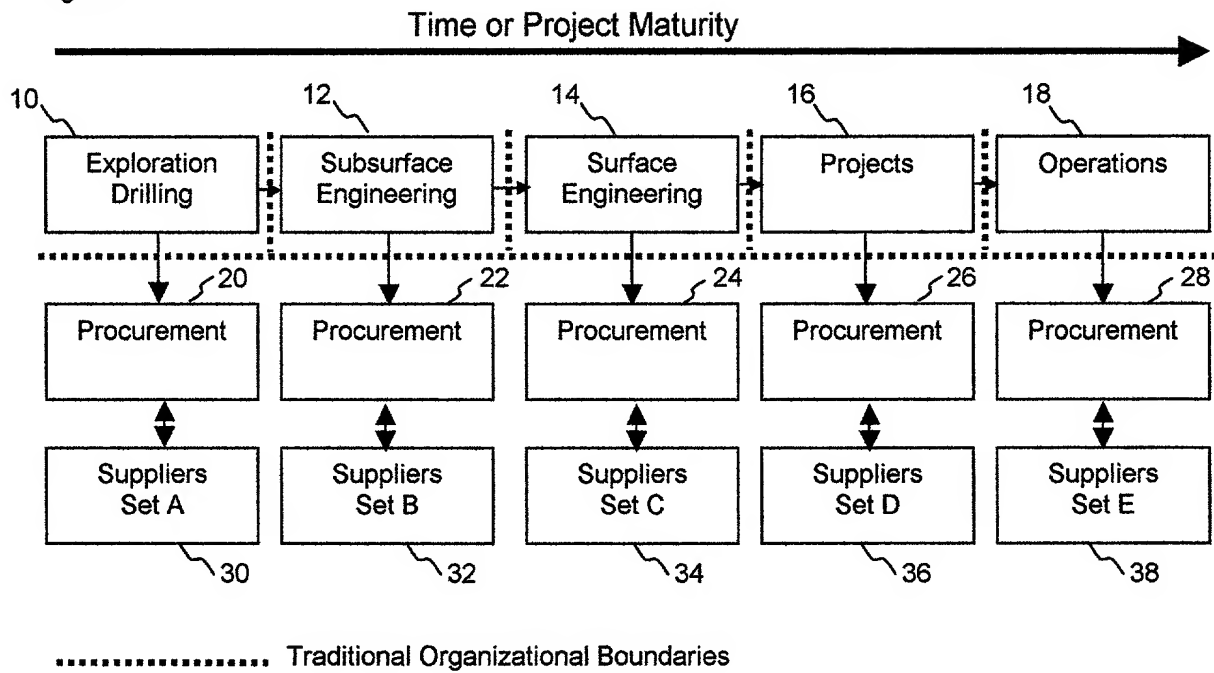 Time or Project Maturity
10
12
14
16
18
Exploration
Drilling
Subsurface
Engineering
Surface
Engineering
Projects
Operations
20
22
24
26
28
Procurement
Procurement
Procurement
Procurement
Procurement
Suppliers
Set A
Suppliers
Set B
Suppliers
Set C
Suppliers
Set D
Suppliers
Set E
30
32
34
36
38
Traditional Organizational Boundaries